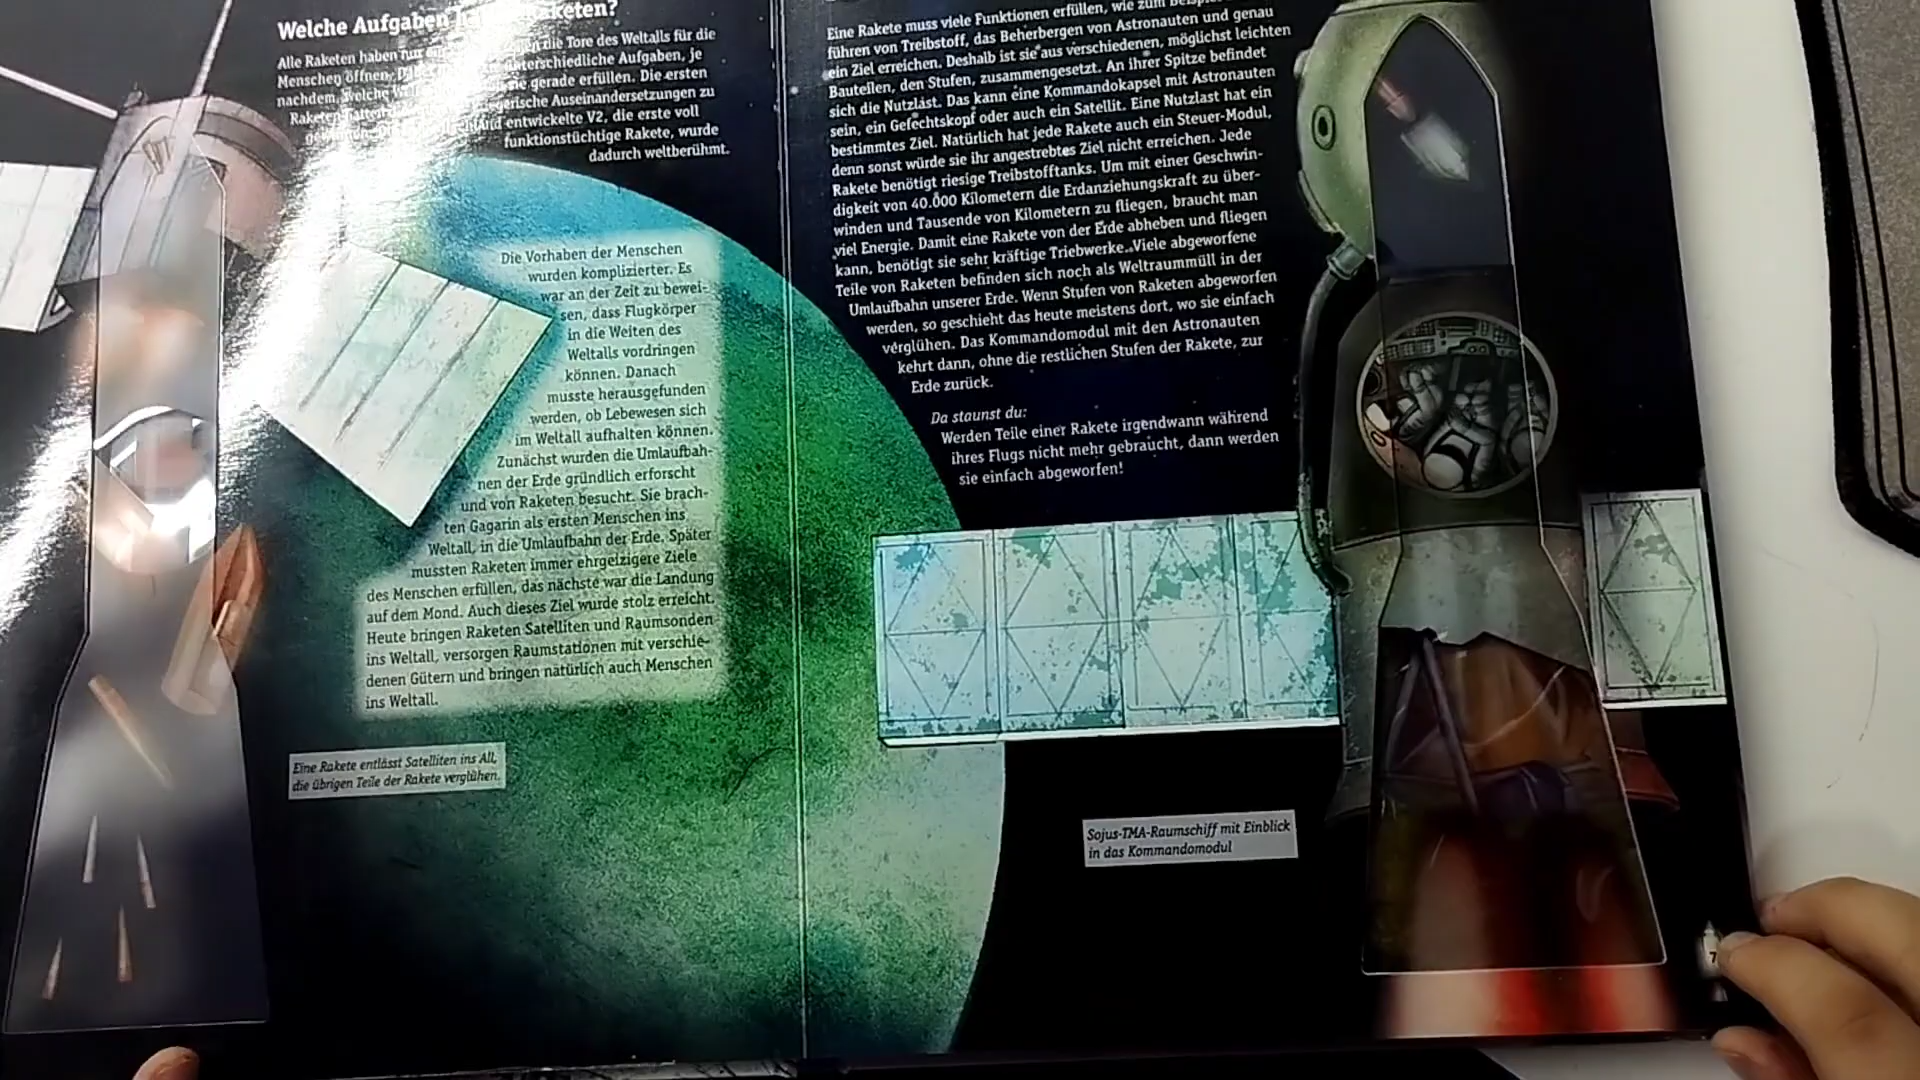 Welche Aufgaben Raketen?
Alle Raketen haben nur die Tore des Weltalls für die
Menschen öffnen. unterschiedliche Aufgaben, je
nachdem, welche sie gerade erfüllen. Die ersten
Raketen hatten Auseinandersetzungen zu
entwickelte V2, die erste voll
funktionstüchtige Rakete, wurde
dadurch weltberühmt.
Die Vorhaben der Menschen
wurden komplizierter. Es
war an der Zeit zu bewei-
sen, dass Flugkörper
in die Weiten des
Weltalls vordringen
können. Danach
musste herausgefunden
werden, ob Lebewesen sich
im Weltall aufhalten können.
Zunächst wurden die Umlaufbah-
nen der Erde gründlich erforscht
und von Raketen besucht. Sie brach-
ten Gagarin als ersten Menschen ins
Weltall, in die Umlaufbahn der Erde. Später
mussten Raketen immer ehrgeizigere Ziele
des Menschen erfüllen, das nächste war die Landung
auf dem Mond. Auch dieses Ziel wurde stolz erreicht.
Heute bringen Raketen Satelliten und Raumsonden
ins Weltall, versorgen Raumstationen mit verschie-
denen Gütern und bringen natürlich auch Menschen
ins Weltall.
Eine Rakete entlässt Satelliten ins All,
die übrigen Teile der Rakete verglühen.
Eine Rakete muss viele Funktionen erfüllen, wie zum
führen von Treibstoff, das Beherbergen von Astronauten und genau
ein Ziel erreichen. Deshalb ist sie aus verschiedenen, möglichst leichten
Bauteilen, den Stufen, zusammengesetzt. An ihrer Spitze befindet
sich die Nutzlast. Das kann eine Kommandokapsel mit Astronauten
sein, ein Gefechtskopf oder auch ein Satellit. Eine Nutzlast hat ein
bestimmtes Ziel. Natürlich hat jede Rakete auch ein Steuer-Modul,
denn sonst würde sie ihr angestrebtes Ziel nicht erreichen. Jede
Rakete benötigt riesige Treibstofftanks. Um mit einer Geschwin-
digkeit von 40.000 Kilometern die Erdanziehungskraft zu über-
winden und Tausende von Kilometern zu fliegen, braucht man
viel Energie. Damit eine Rakete von der Erde abheben und fliegen
kann, benötigt sie sehr kräftige Triebwerke. Viele abgeworfene
Teile von Raketen befinden sich noch als Weltraummüll in der
Umlaufbahn unserer Erde. Wenn Stufen von Raketen abgeworfen
werden, so geschieht das heute meistens dort, wo sie einfach
verglühen. Das Kommandomodul mit den Astronauten
kehrt dann, ohne die restlichen Stufen der Rakete, zur
Erde zurück.
Da staunst du:
Werden Teile einer Rakete irgendwann während
ihres Flugs nicht mehr gebraucht, dann werden
sie einfach abgeworfen!
Sojus-TMA-Raumschiff mit Einblick
in das Kommandomodul
7